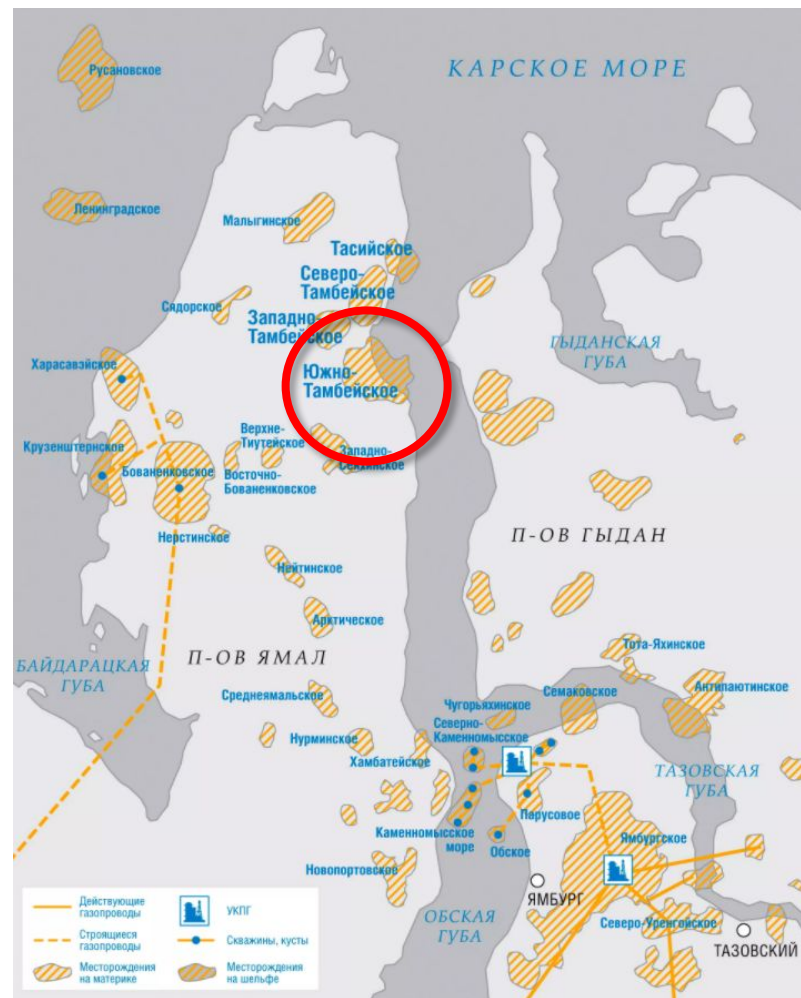 Русановское
КАРСКОЕ МОРЕ
Ленинградское
Малыгинское
Тасийское
Северо-
Тамбейское
Сядорское
Западно-
Тамбейское
ГЫДАНСКАЯ
ГУБА
Харасавэйское
Южно-
Тамбейское
Верхне-
Тиутейское
Крузенштернское
Западно-
Сеяхинское
Бованенковское
Восточно-
Бованенковское
Нерстинское
П-ОВ ГЫДАН
Нейтинское
Арктическое
П-ОВ ЯМАЛ
БАЙДАРАЦКАЯ
ГУБА
Тота-Яхинское
Среднеямальское
Чугорьяхинское
Семаковское
Антипаютинское
Северно-
Каменномысское
Нурминское
Хамбатейское
ТАЗОВСКАЯ
ГУБА
Парусовое
Каменномысское
море
Обское
Ямбургское
Новопортовское
ЯМБУРГ
ОБСКАЯ
ГУБА
Северо-Уренгойское
ТАЗОВСКИЙ
Действующие
газопроводы
УКПГ
Строящиеся
газопроводы
Скважины, кусты
Месторождения
на материке
Месторождения
на шельфе